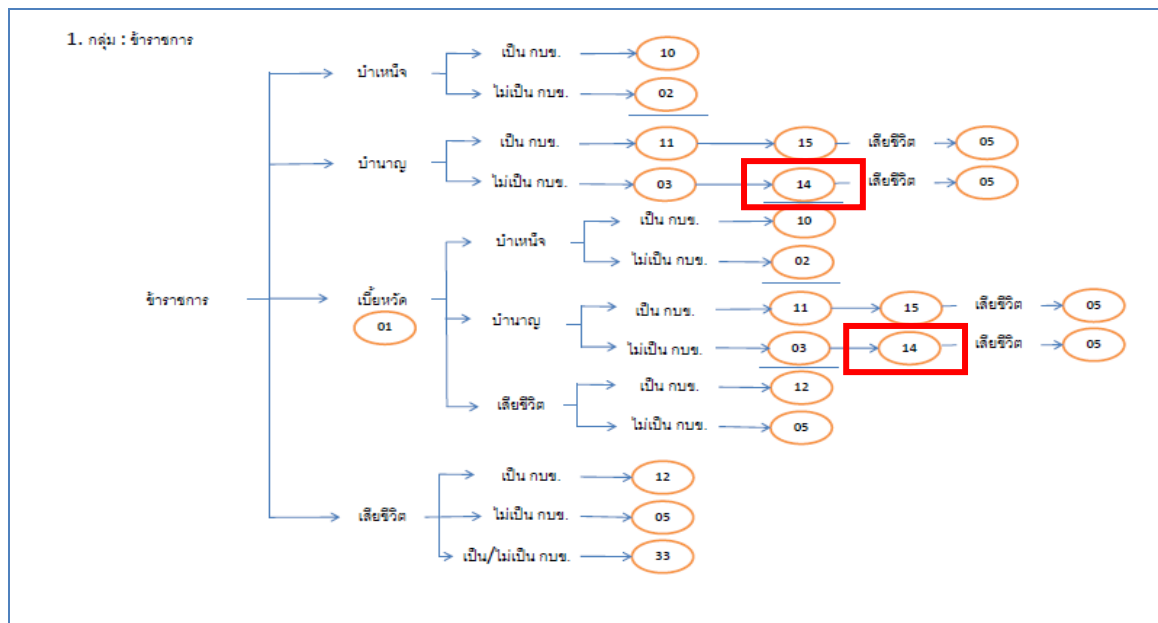 1. กลุ่ม : ข้าราชการ
เป็น กบข. 10
บำเหน็จ
ไม่เป็น กบข. 02
เป็น กบข. 11 15 เสียชีวิต 05
บำนาญ
ไม่เป็น กบข. 03 14 เสียชีวิต 05
เป็น กบข. 10
บำเหน็จ
ไม่เป็น กบข. 02
ข้าราชการ เบี้ยหวัด
01
เป็น กบข. 11 15 เสียชีวิต 05
บำนาญ
ไม่เป็น กบข. 03 14 เสียชีวิต 05
เป็น กบข. 12
เสียชีวิต
ไม่เป็น กบข. 05
เป็น กบข. 12
เสียชีวิต ไม่เป็น กบข. 05
เป็น/ไม่เป็น กบข. 33